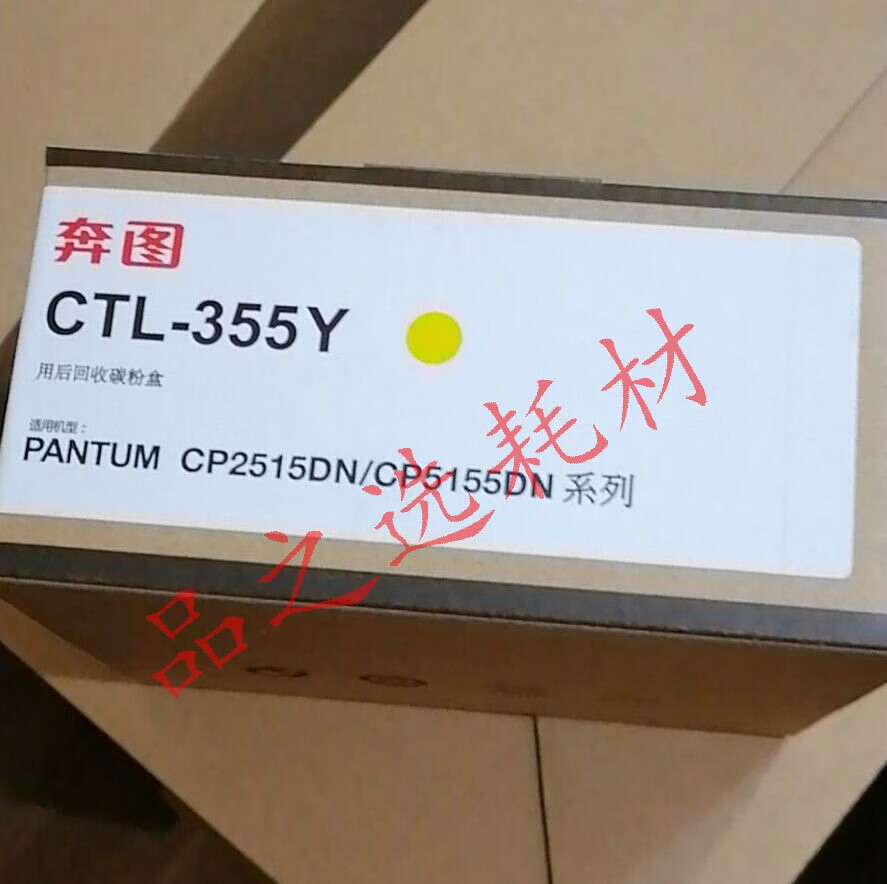 奔图
CTL-355Y
用后回收碳粉盒
适用机型：
PANTUM CP2515DN/CP5155DN 系列
品之选耗材